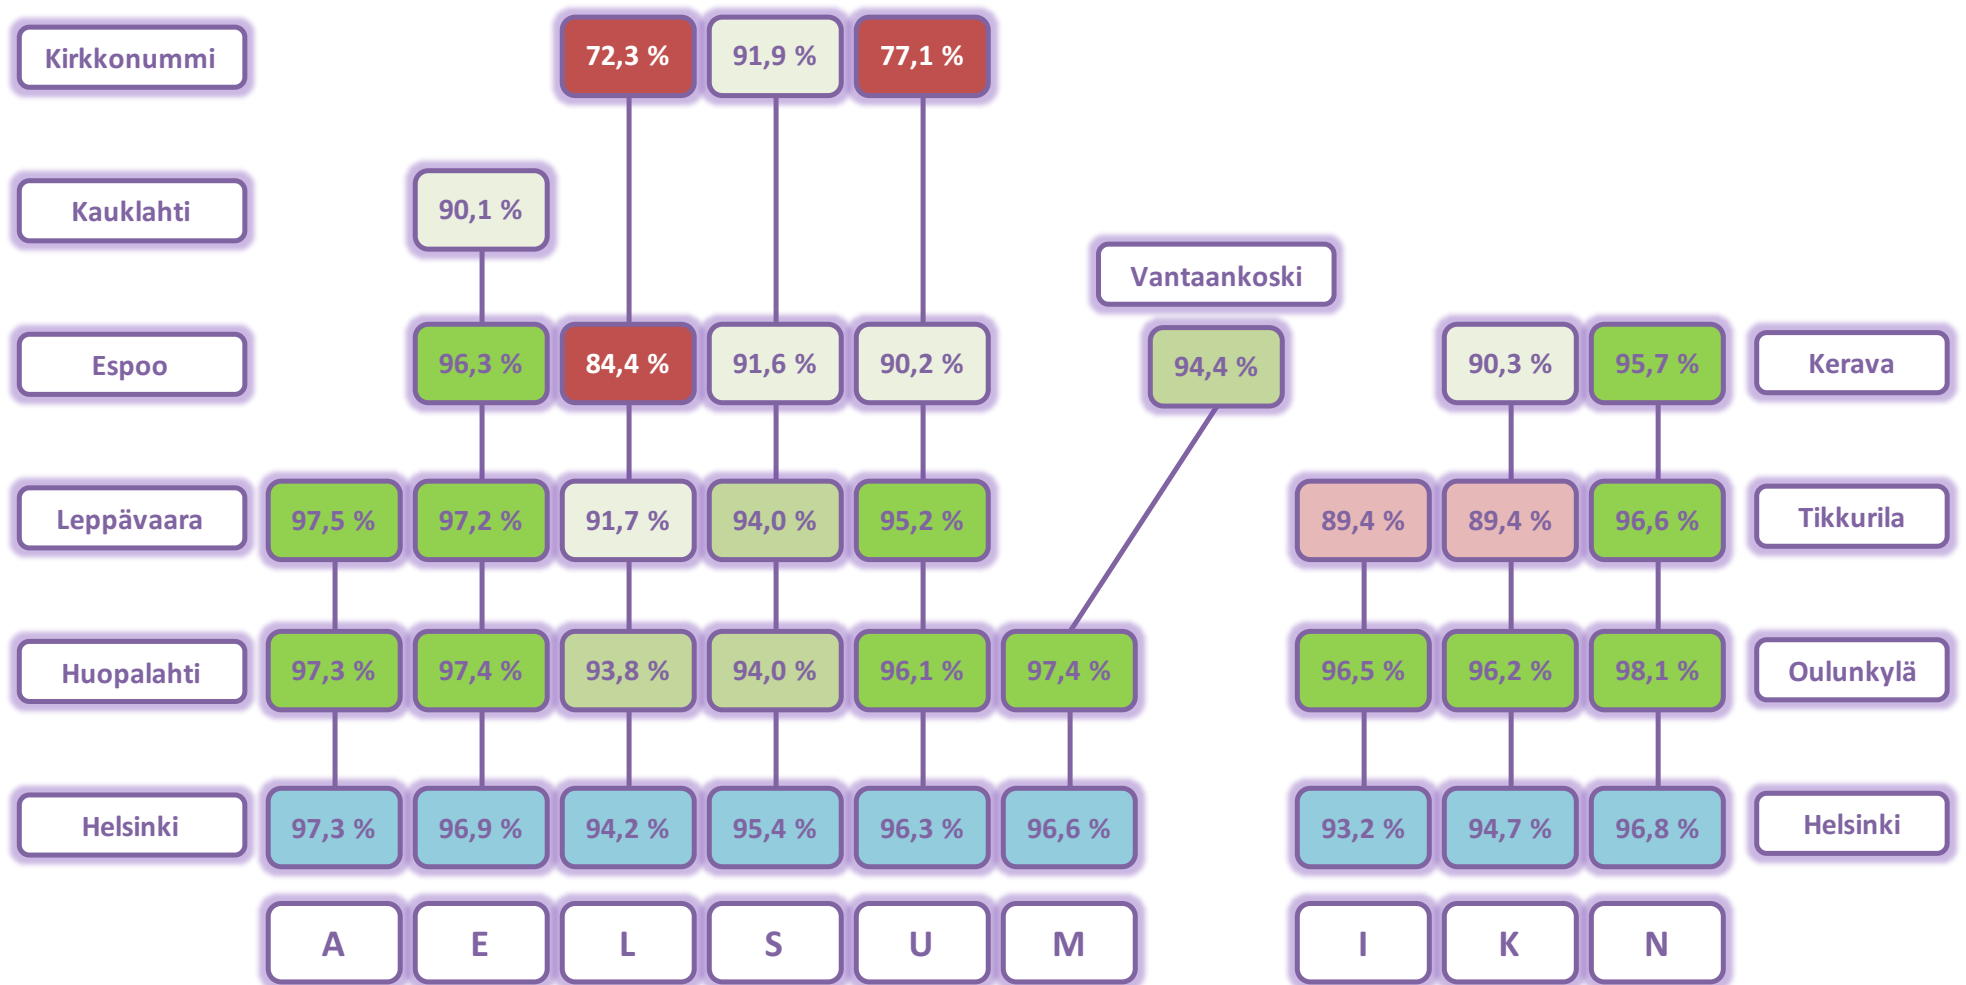 Kirkkonummi 72,3 % 91,9 % 77,1 %
Kauklahti 90,1 %
Vantaankoski
Espoo 96,3 % 84,4 % 91,6 % 90,2 % 94,4 % 90,3 % 95,7 % Kerava
Leppävaara 97,5 % 97,2 % 91,7 % 94,0 % 95,2 % 89,4 % 89,4 % 96,6 % Tikkurila
Huopalahti 97,3 % 97,4 % 93,8 % 94,0 % 96,1 % 97,4 % 96,5 % 96,2 % 98,1 % Oulunkylä
Helsinki 97,3 % 96,9 % 94,2 % 95,4 % 96,3 % 96,6 % 93,2 % 94,7 % 96,8 % Helsinki
A E L S U M I K N